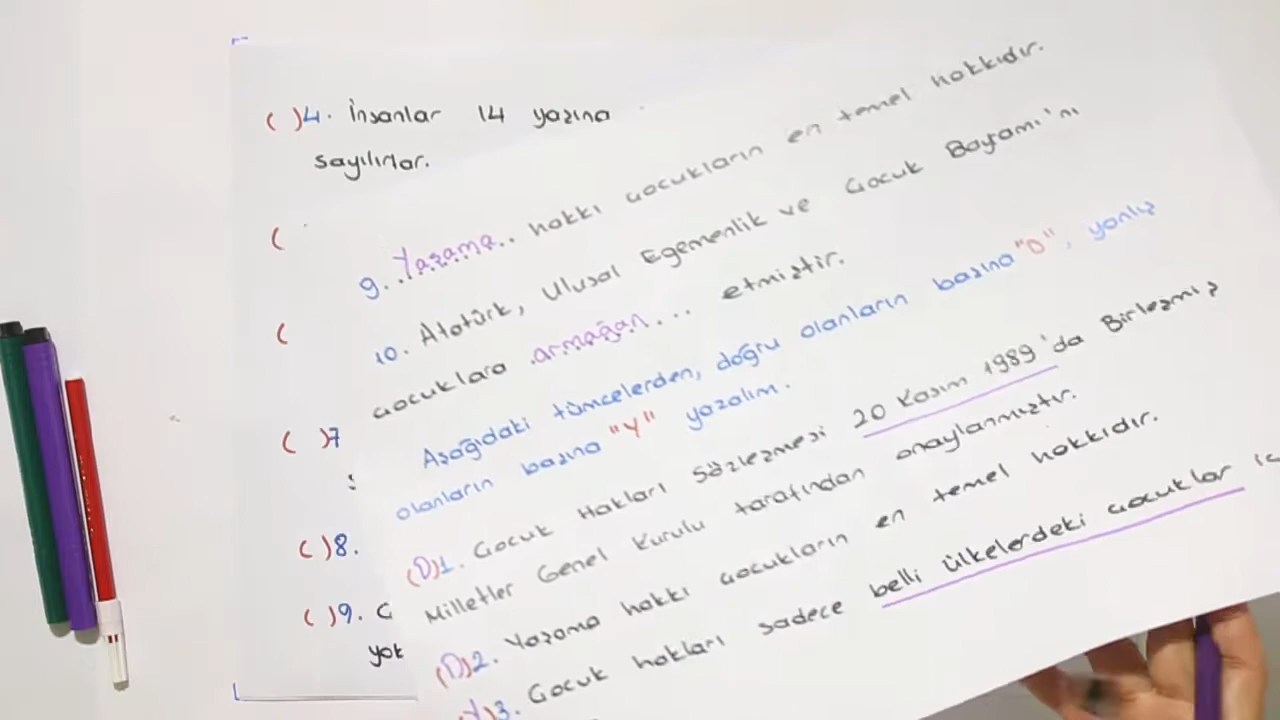 ( )4. İnsanlar 14 yaşına
sayılırlar.
(
(
( )7
( )8.
( )9. Ç
yok
9. .Yaşama.. hakkı çocukların en temel hakkıdır.
10. Atatürk, Ulusal Egemenlik ve Çocuk Bayramı'nı
çocuklara .armağan... etmiştir.
Aşağıdaki tümcelerden, doğru olanların başına "D", yanlış
olanların başına "Y" yazalım.
(D)1. Çocuk Hakları Sözleşmesi 20 Kasım 1989'da Birleşmiş
Milletler Genel Kurulu tarafından onaylanmıştır.
(D)2. Yaşama hakkı çocukların en temel hakkıdır.
(Y)3. Çocuk hakları sadece belli ülkelerdeki çocuklar